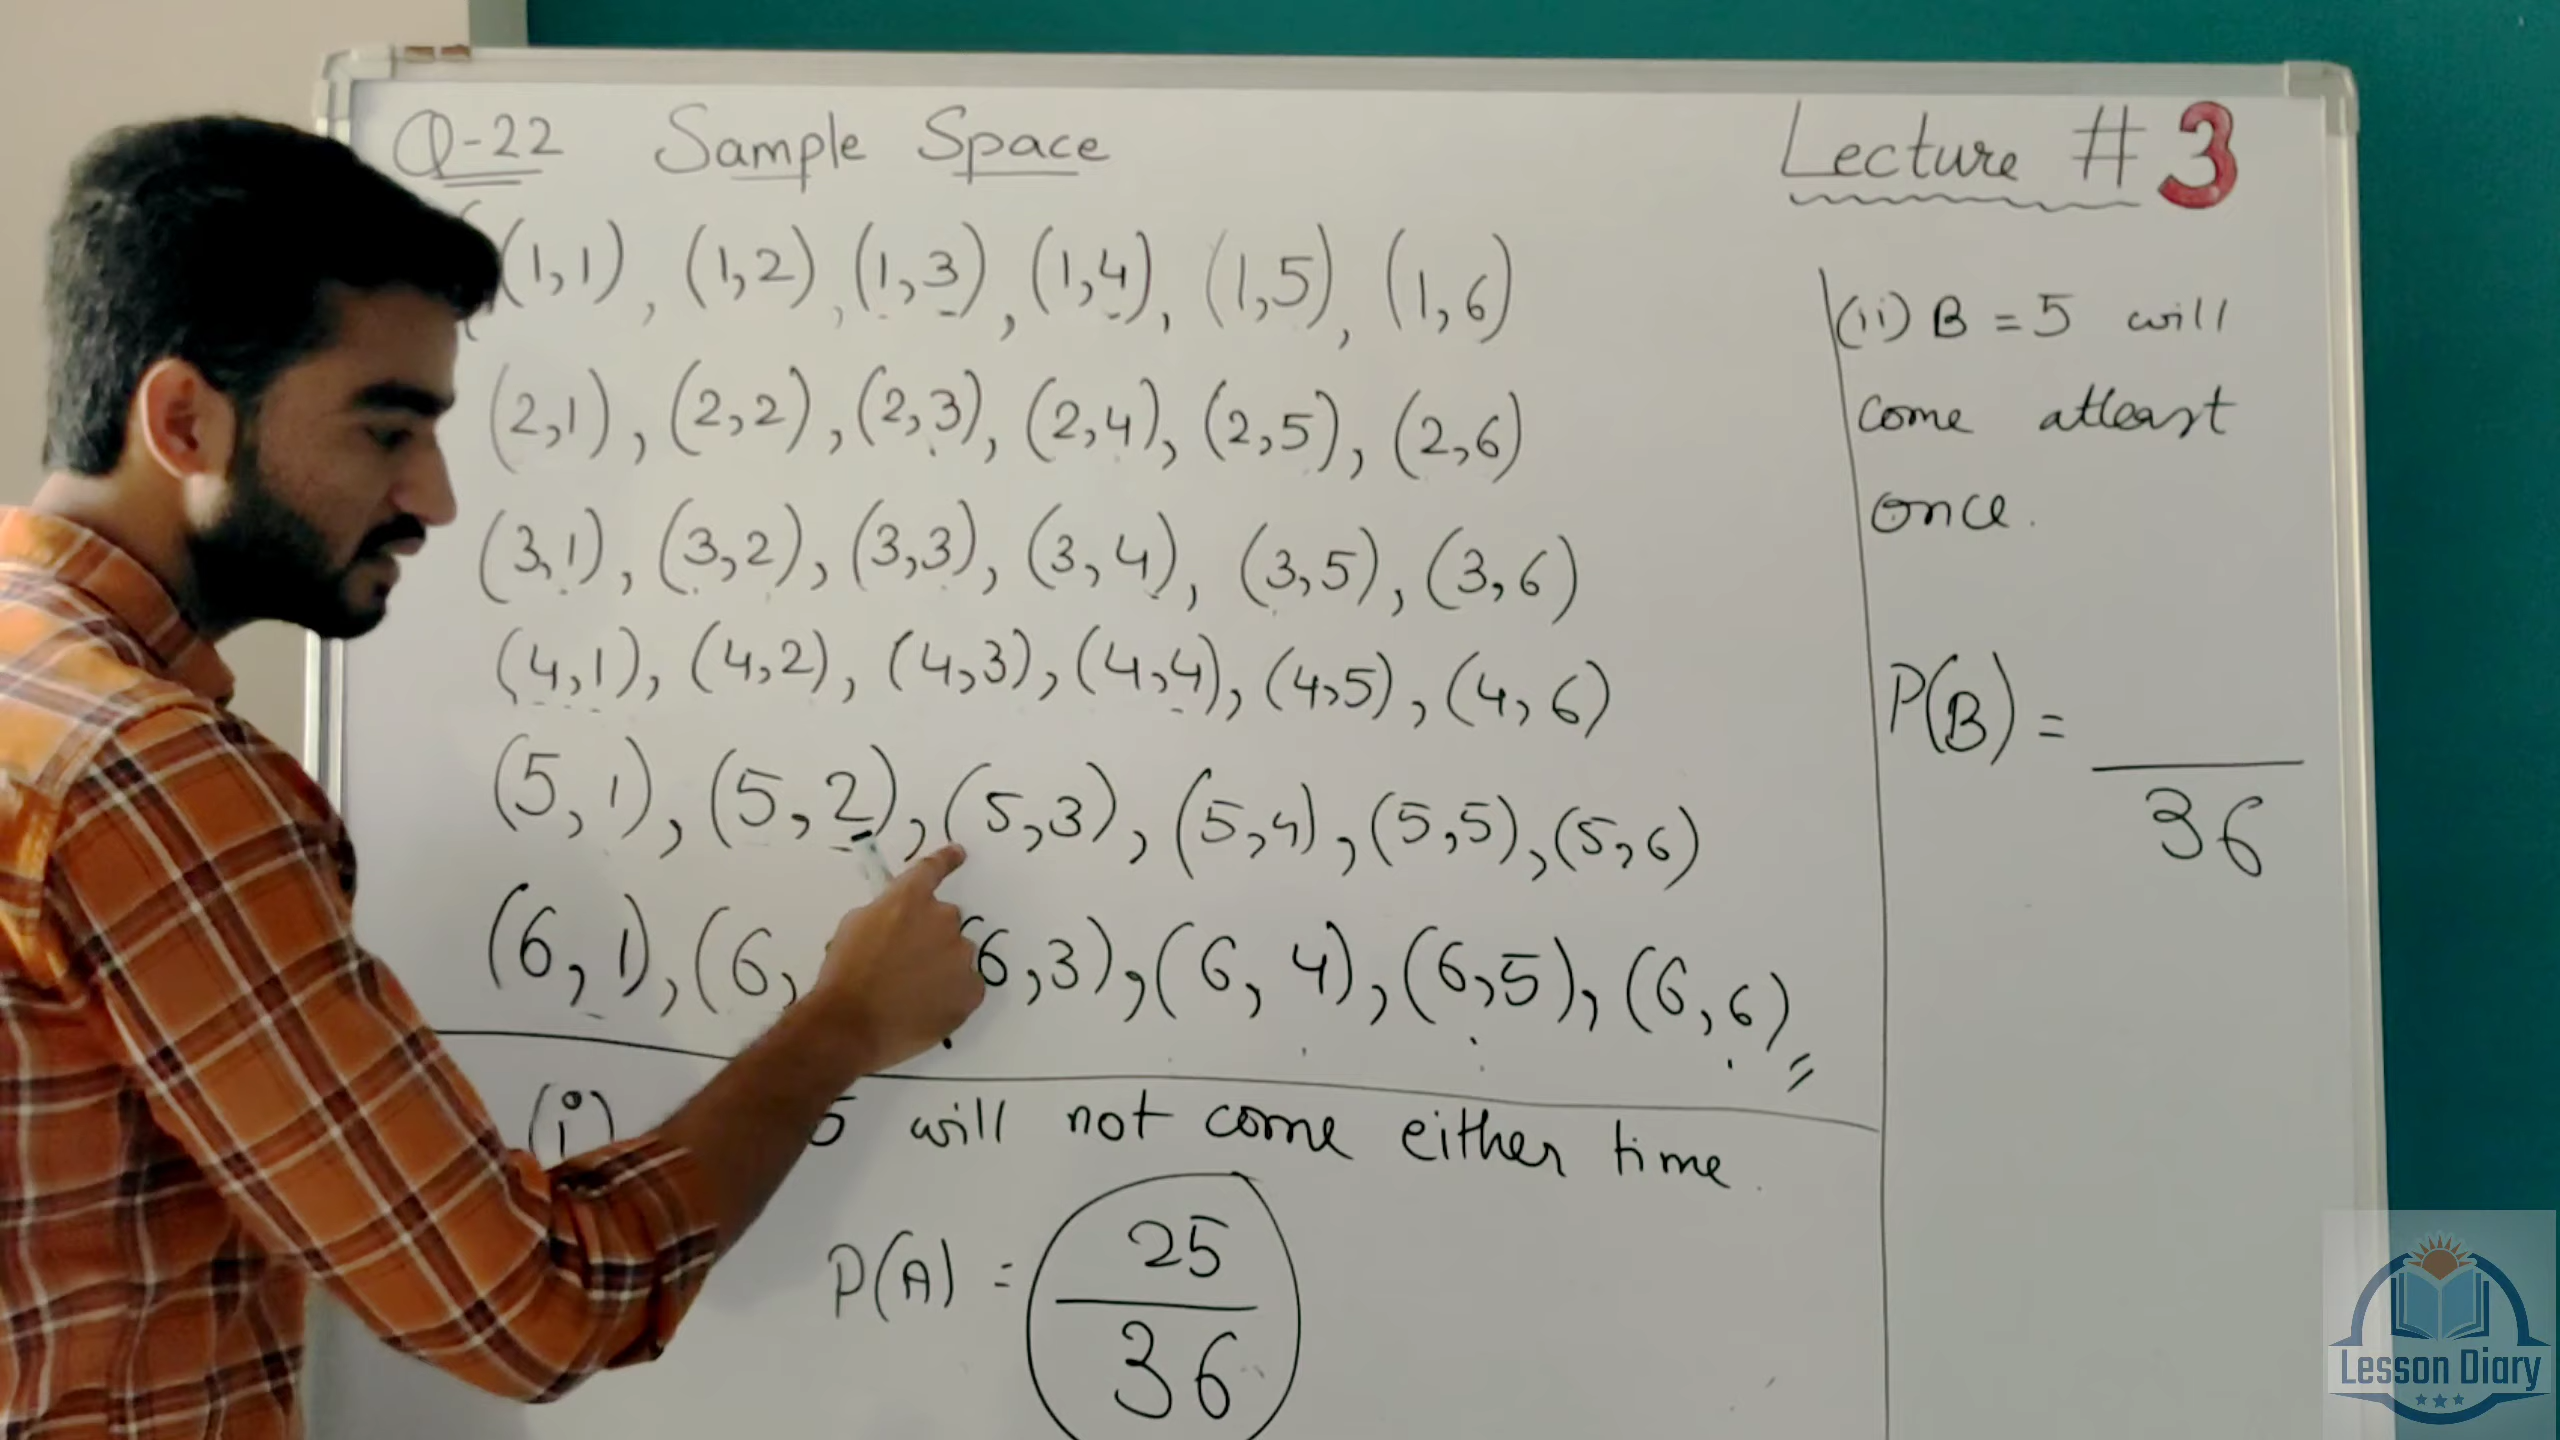 Q-22 Sample Space
Lecture # 3
(1,1), (1,2), (1,3), (1,4), (1,5), (1,6)
(2,1), (2,2), (2,3), (2,4), (2,5), (2,6)
(3,1), (3,2), (3,3), (3,4), (3,5), (3,6)
(4,1), (4,2), (4,3), (4,4), (4,5), (4,6)
(5,1), (5,2), (5,3), (5,4), (5,5), (5,6)
(6,1), (6, 6,3), (6,4), (6,5), (6,6)
(i) 5 will not come either time.
P(A) = 25
36
(ii) B = 5 will
come atleast
once.
P(B) =
36
Lesson Diary